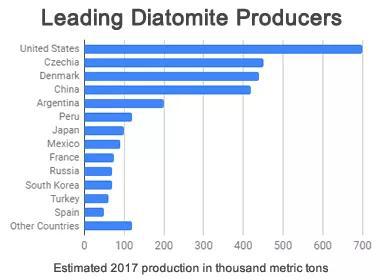 Leading Diatomite Producers
United States
Czechia
Denmark
China
Argentina
Peru
Japan
Mexico
France
Russia
South Korea
Turkey
Spain
Other Countries
0 100 200 300 400 500 600 700
Estimated 2017 production in thousand metric tons